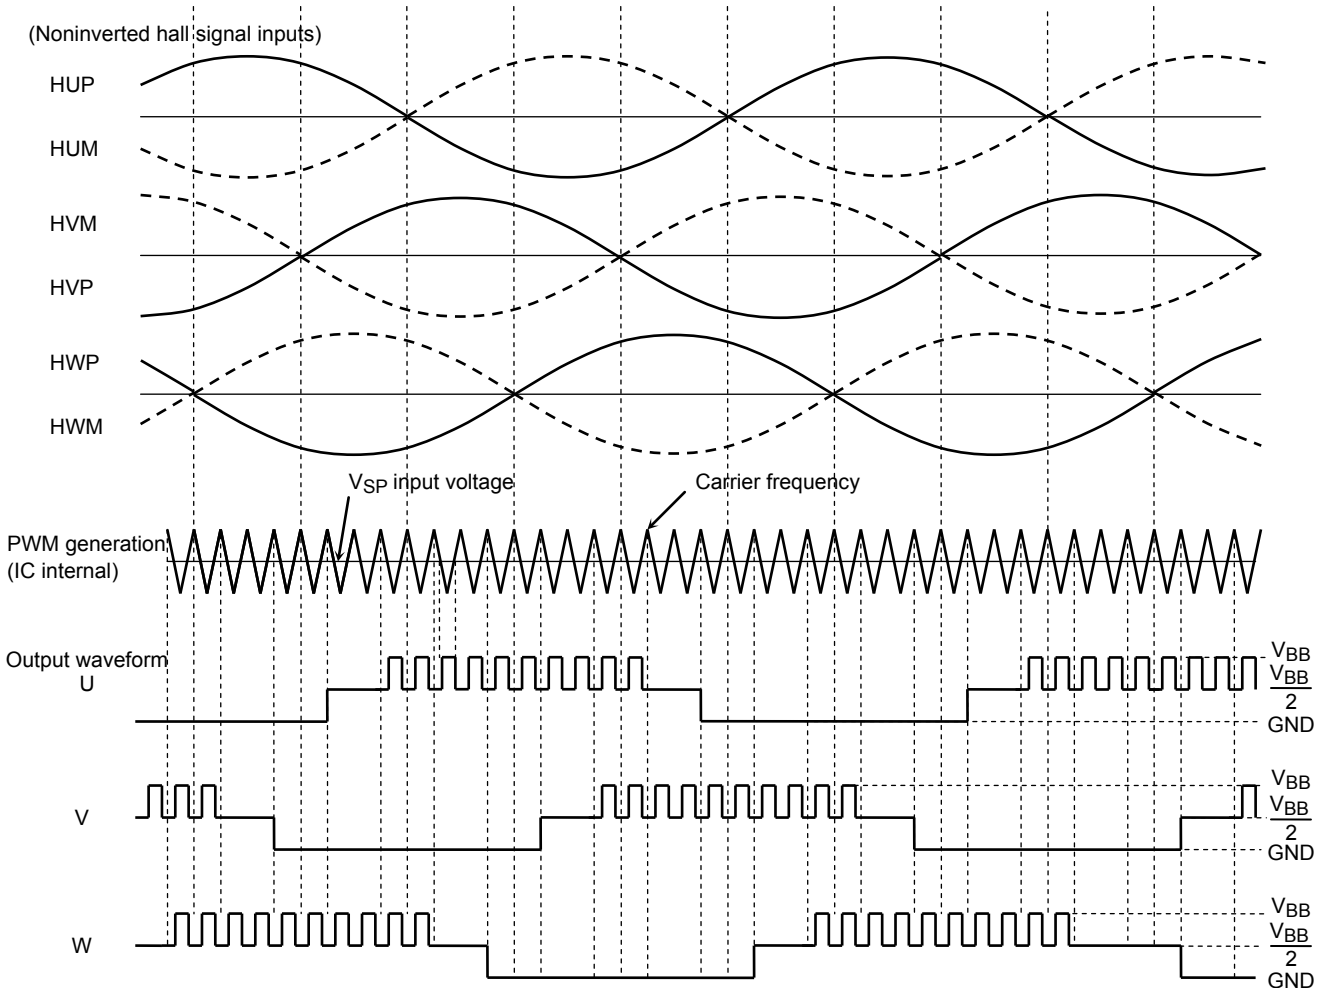 (Noninverted hall signal inputs)
HUP
HUM
HVM
HVP
HWP
HWM
VSP input voltage
Carrier frequency
PWM generation
(IC internal)
Output waveform
U
VBB
VBB
2
GND
V
VBB
VBB
2
GND
W
VBB
VBB
2
GND